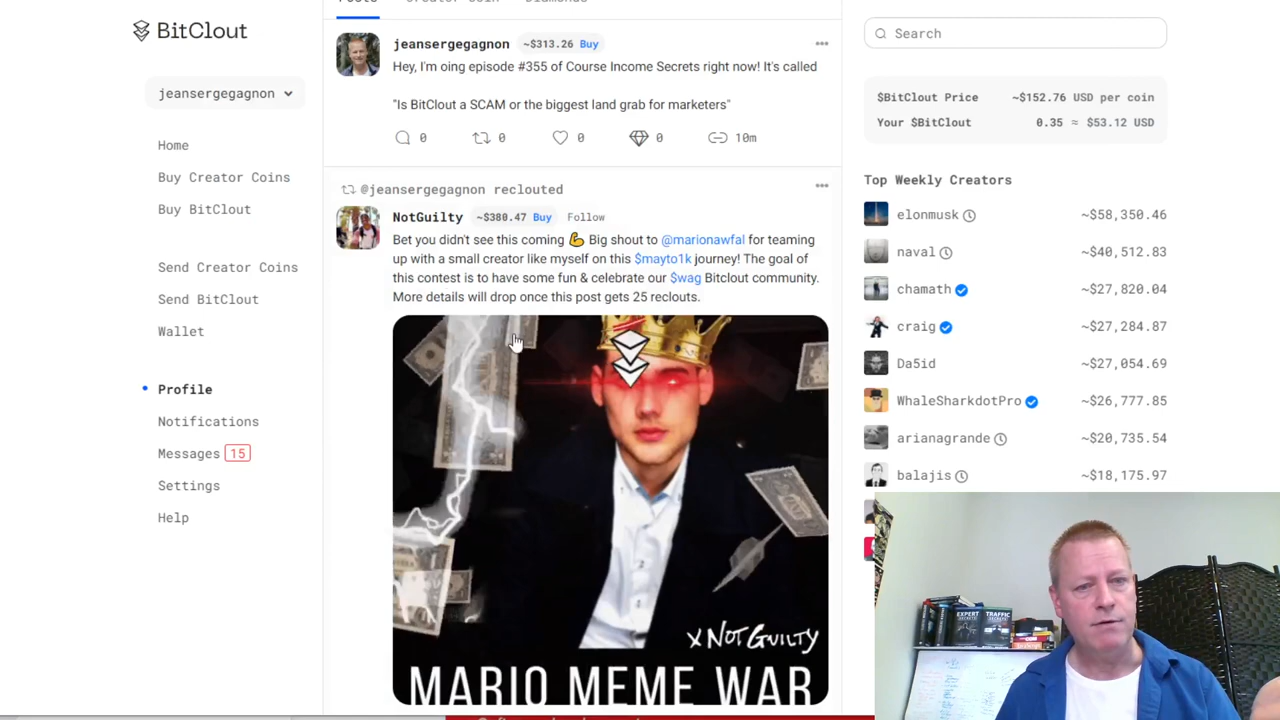 BitClout
jeansergegagnon
Home
Buy Creator Coins
Buy BitClout
Send Creator Coins
Send BitClout
Wallet
Profile
Notifications
Messages 15
Settings
Help
jeansergegagnon ~$313.26 Buy
Hey, I'm oing episode #355 of Course Income Secrets right now! It's called
"Is BitClout a SCAM or the biggest land grab for marketers"
0 0 0 0 10m
@jeansergegagnon reclouted
NotGuilty ~$380.47 Buy Follow
Bet you didn't see this coming 💪 Big shout to @marionawfal for teaming
up with a small creator like myself on this $mayto1k journey! The goal of
this contest is to have some fun & celebrate our $wag Bitclout community.
More details will drop once this post gets 25 reclouts.
X NOT GUILTY
MARIO MEME WAR
Search
$BitClout Price ~$152.76 USD per coin
Your $BitClout 0.35 ≈ $53.12 USD
Top Weekly Creators
elonmusk ~$58,350.46
naval ~$40,512.83
chamath ~$27,820.04
craig ~$27,284.87
Da5id ~$27,054.69
WhaleSharkdotPro ~$26,777.85
arianagrande ~$20,735.54
balajis ~$18,175.97
EXPERT
SECRETS
TRAFFIC
SECRETS